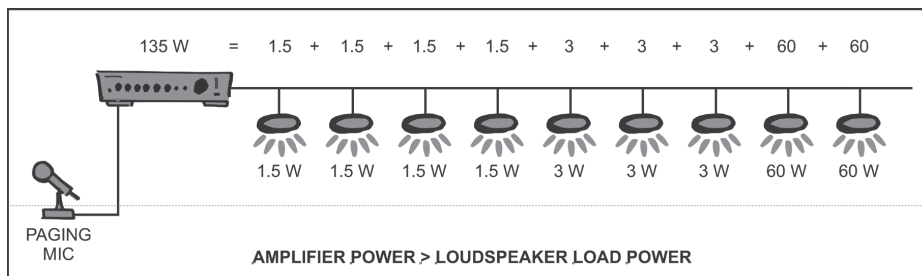 135 W = 1.5 + 1.5 + 1.5 + 1.5 + 3 + 3 + 3 + 60 + 60
1.5 W 1.5 W 1.5 W 1.5 W 3 W 3 W 3 W 60 W 60 W
PAGING
MIC
AMPLIFIER POWER > LOUDSPEAKER LOAD POWER